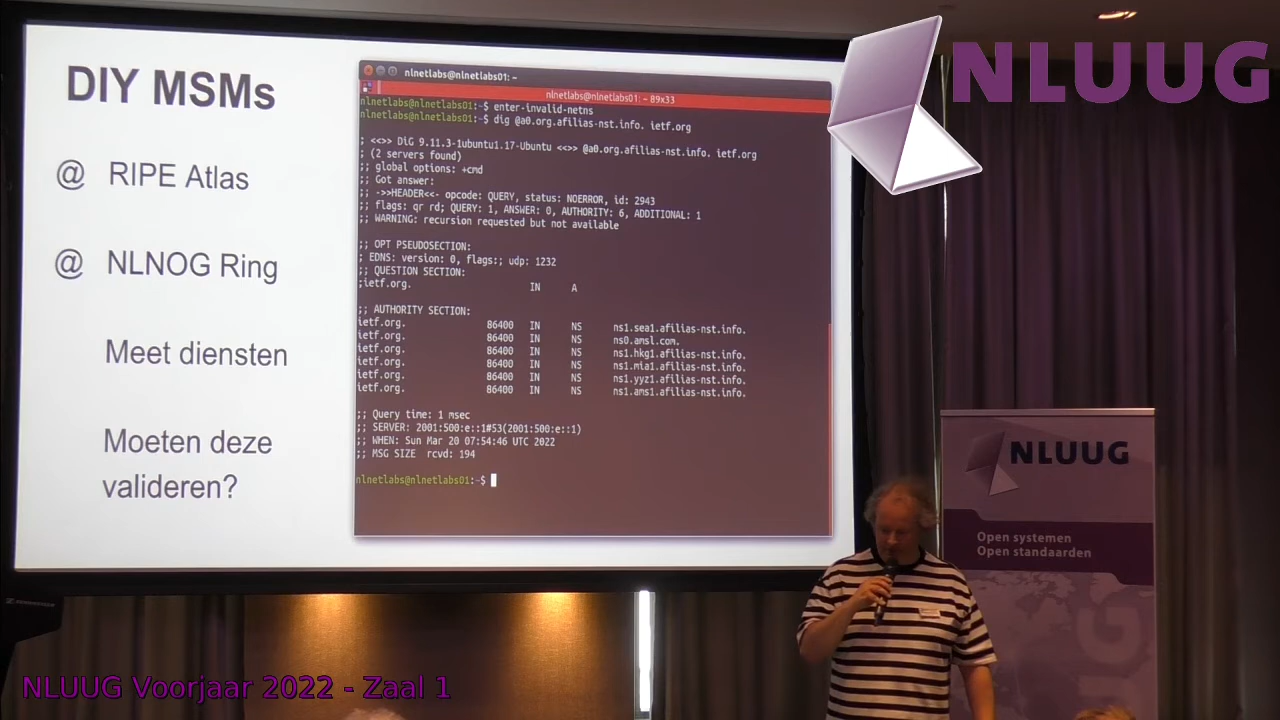 DIY MSMs
@ RIPE Atlas
@ NLNOG Ring
Meet diensten
Moeten deze
valideren?
nlnetlabs@nlnetlabs01: ~
nlnetlabs@nlnetlabs01: ~ 89x33
nlnetlabs@nlnetlabs01:~$ enter-invalid-netns
nlnetlabs@nlnetlabs01:~$ dig @a0.org.afilias-nst.info. ietf.org
; <<>> DiG 9.11.3-1ubuntu1.17-Ubuntu <<>> @a0.org.afilias-nst.info. ietf.org
; (2 servers found)
;; global options: +cmd
;; Got answer:
;; ->>HEADER<<- opcode: QUERY, status: NOERROR, id: 2943
;; flags: qr rd; QUERY: 1, ANSWER: 0, AUTHORITY: 6, ADDITIONAL: 1
;; WARNING: recursion requested but not available
;; OPT PSEUDOSECTION:
; EDNS: version: 0, flags:; udp: 1232
;; QUESTION SECTION:
;ietf.org. IN A
;; AUTHORITY SECTION:
ietf.org. 86400 IN NS ns1.sea1.afilias-nst.info.
ietf.org. 86400 IN NS ns0.amsl.com.
ietf.org. 86400 IN NS ns1.hkg1.afilias-nst.info.
ietf.org. 86400 IN NS ns1.mia1.afilias-nst.info.
ietf.org. 86400 IN NS ns1.yyz1.afilias-nst.info.
ietf.org. 86400 IN NS ns1.ams1.afilias-nst.info.
;; Query time: 1 msec
;; SERVER: 2001:500:e::1#53(2001:500:e::1)
;; WHEN: Sun Mar 20 07:54:46 UTC 2022
;; MSG SIZE rcvd: 194
nlnetlabs@nlnetlabs01:~$
NLUUG
NLUUG
Open systemen
Open standaarden
NLUUG Voorjaar 2022 - Zaal 1